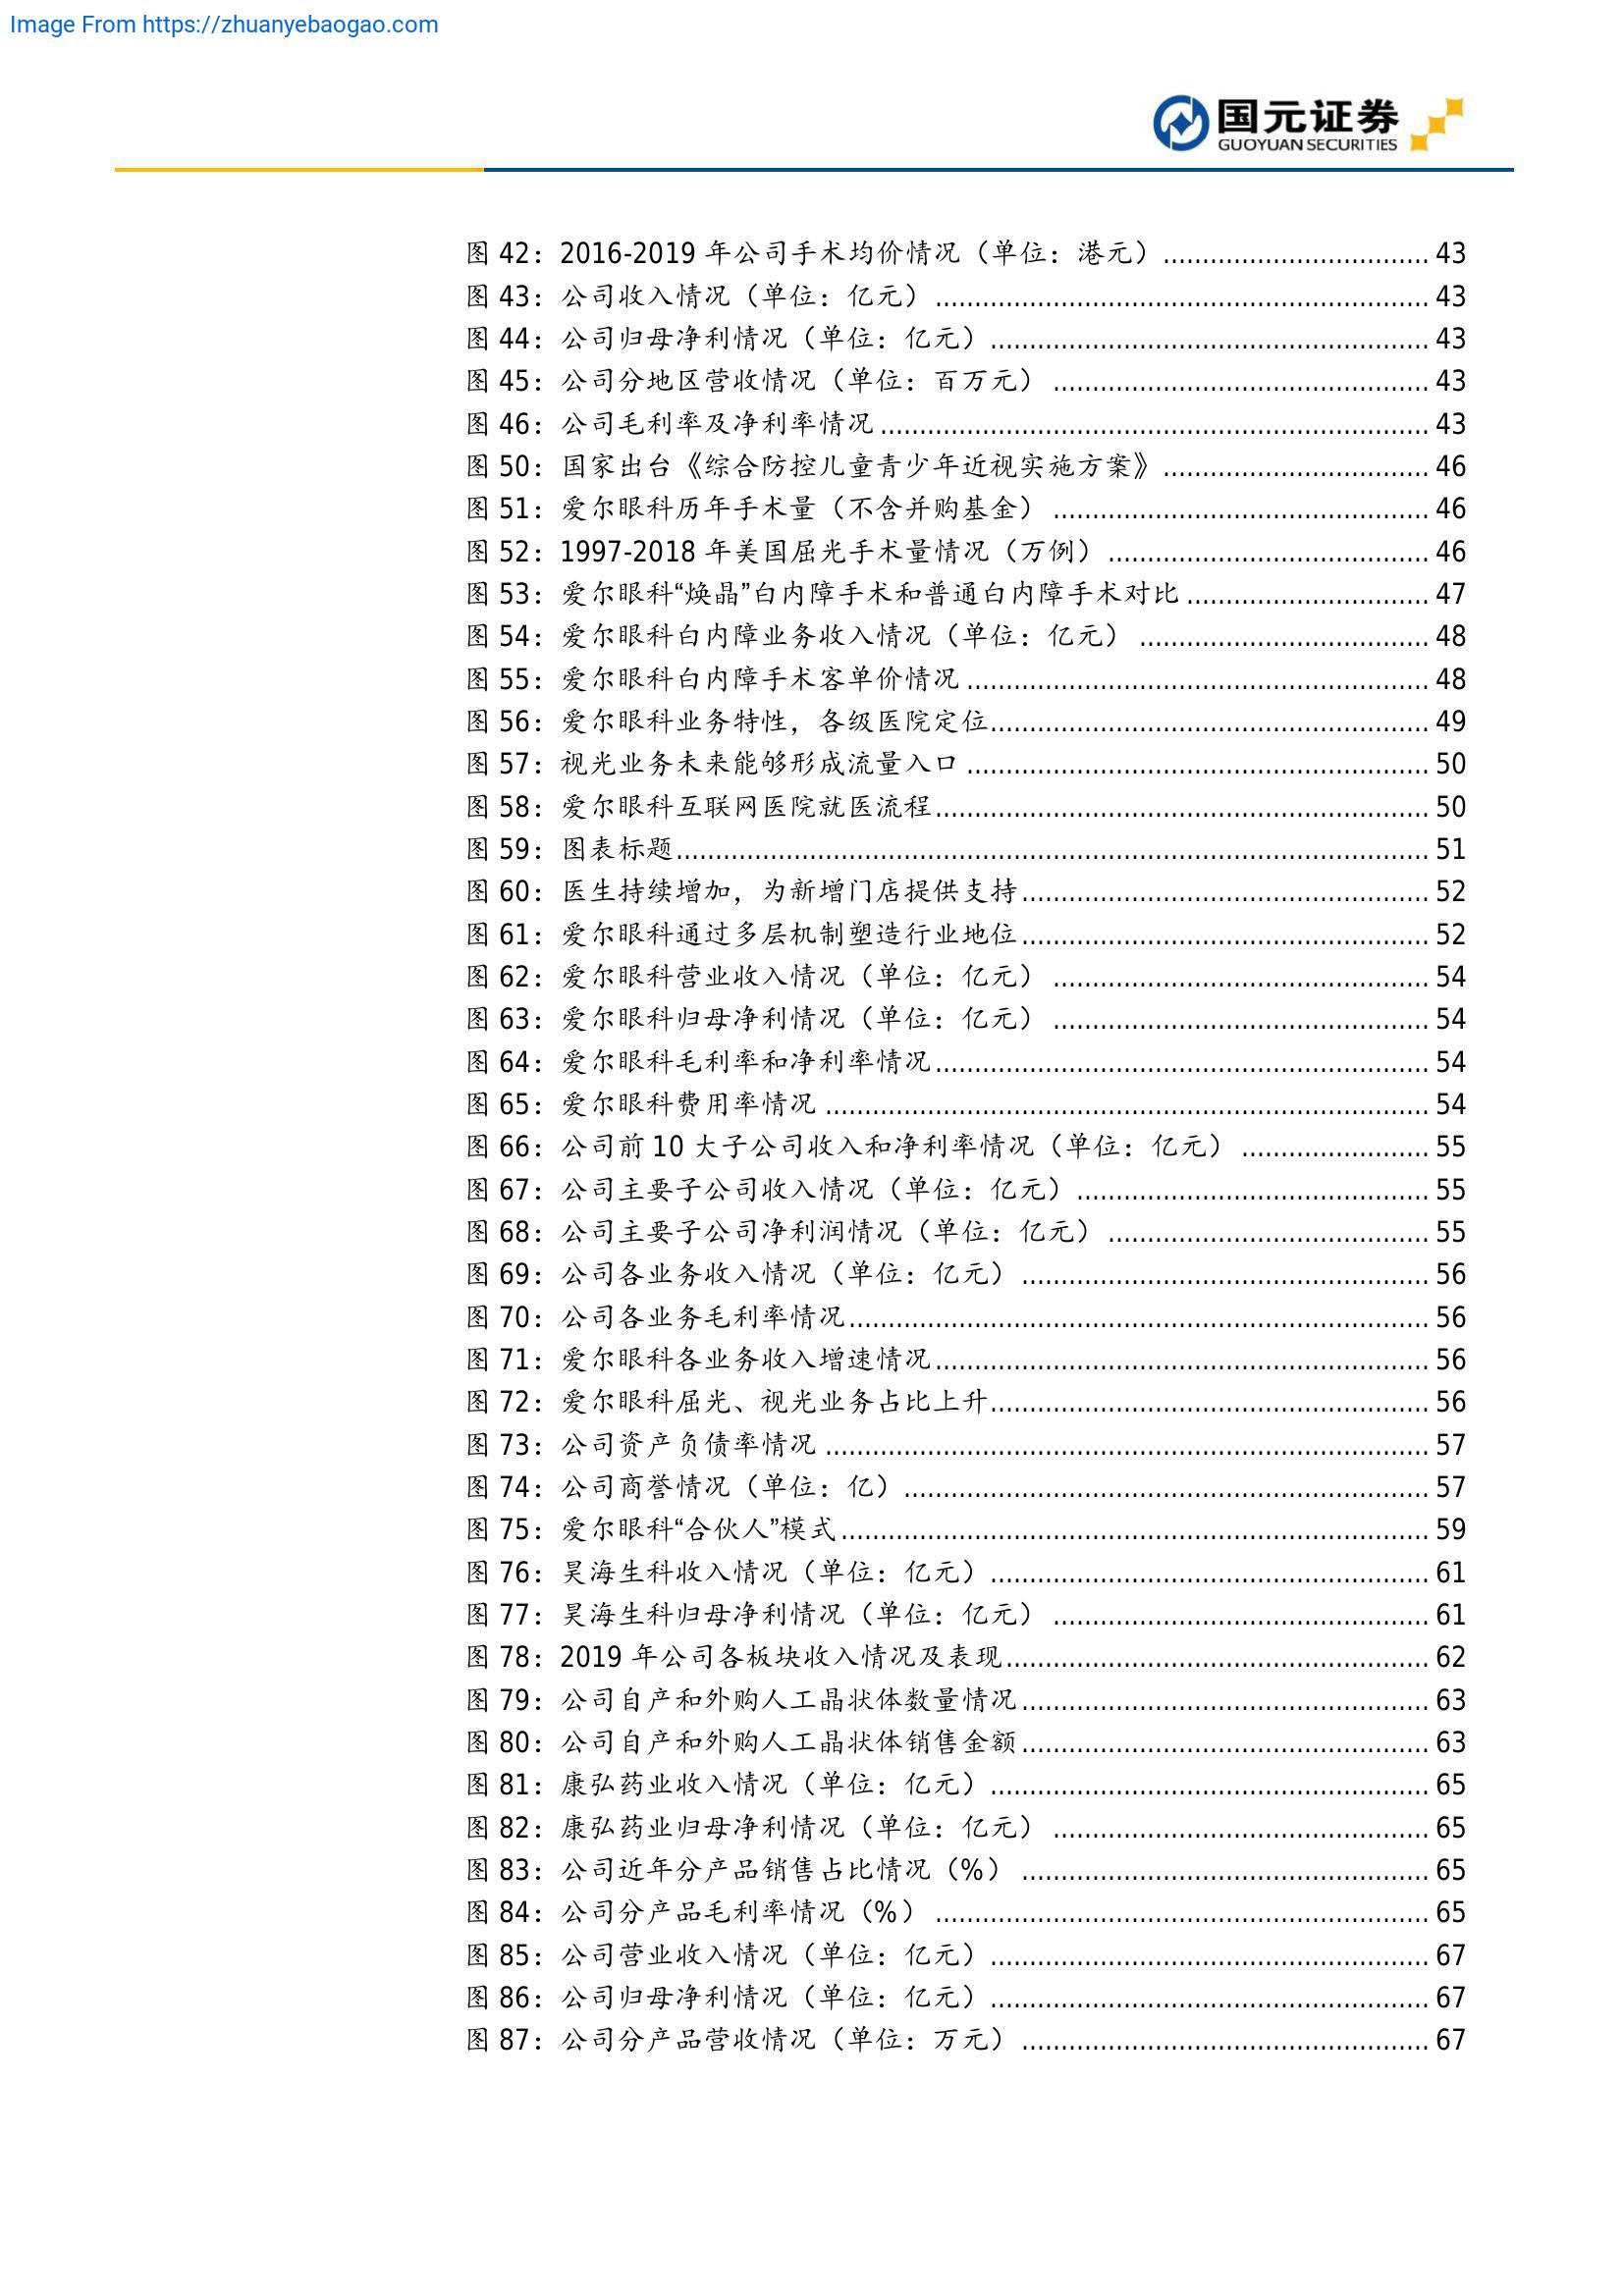 Image From https://zhuanyebaogao.com
国元证券
GUOYUAN SECURITIES
图 42：2016-2019 年公司手术均价情况（单位：港元）.................................. 43
图 43：公司收入情况（单位：亿元）............................................................... 43
图 44：公司归母净利情况（单位：亿元）........................................................ 43
图 45：公司分地区营收情况（单位：百万元）................................................ 43
图 46：公司毛利率及净利率情况...................................................................... 43
图 50：国家出台《综合防控儿童青少年近视实施方案》.................................. 46
图 51：爱尔眼科历年手术量（不含并购基金）................................................ 46
图 52：1997-2018 年美国屈光手术量情况（万例）......................................... 46
图 53：爱尔眼科“焕晶”白内障手术和普通白内障手术对比............................... 47
图 54：爱尔眼科白内障业务收入情况（单位：亿元）..................................... 48
图 55：爱尔眼科白内障手术客单价情况........................................................... 48
图 56：爱尔眼科业务特性，各级医院定位........................................................ 49
图 57：视光业务未来能够形成流量入口........................................................... 50
图 58：爱尔眼科互联网医院就医流程............................................................... 50
图 59：图表标题................................................................................................ 51
图 60：医生持续增加，为新增门店提供支持.................................................... 52
图 61：爱尔眼科通过多层机制塑造行业地位.................................................... 52
图 62：爱尔眼科营业收入情况（单位：亿元）................................................ 54
图 63：爱尔眼科归母净利情况（单位：亿元）................................................ 54
图 64：爱尔眼科毛利率和净利率情况............................................................... 54
图 65：爱尔眼科费用率情况............................................................................. 54
图 66：公司前 10 大子公司收入和净利率情况（单位：亿元）........................ 55
图 67：公司主要子公司收入情况（单位：亿元）............................................. 55
图 68：公司主要子公司净利润情况（单位：亿元）......................................... 55
图 69：公司各业务收入情况（单位：亿元）.................................................... 56
图 70：公司各业务毛利率情况.......................................................................... 56
图 71：爱尔眼科各业务收入增速情况............................................................... 56
图 72：爱尔眼科屈光、视光业务占比上升........................................................ 56
图 73：公司资产负债率情况............................................................................. 57
图 74：公司商誉情况（单位：亿）................................................................... 57
图 75：爱尔眼科“合伙人”模式........................................................................... 59
图 76：昊海生科收入情况（单位：亿元）........................................................ 61
图 77：昊海生科归母净利情况（单位：亿元）................................................ 61
图 78：2019 年公司各板块收入情况及表现...................................................... 62
图 79：公司自产和外购人工晶状体数量情况.................................................... 63
图 80：公司自产和外购人工晶状体销售金额.................................................... 63
图 81：康弘药业收入情况（单位：亿元）........................................................ 65
图 82：康弘药业归母净利情况（单位：亿元）................................................ 65
图 83：公司近年分产品销售占比情况（%）.................................................... 65
图 84：公司分产品毛利率情况（%）............................................................... 65
图 85：公司营业收入情况（单位：亿元）........................................................ 67
图 86：公司归母净利情况（单位：亿元）........................................................ 67
图 87：公司分产品营收情况（单位：万元）.................................................... 67